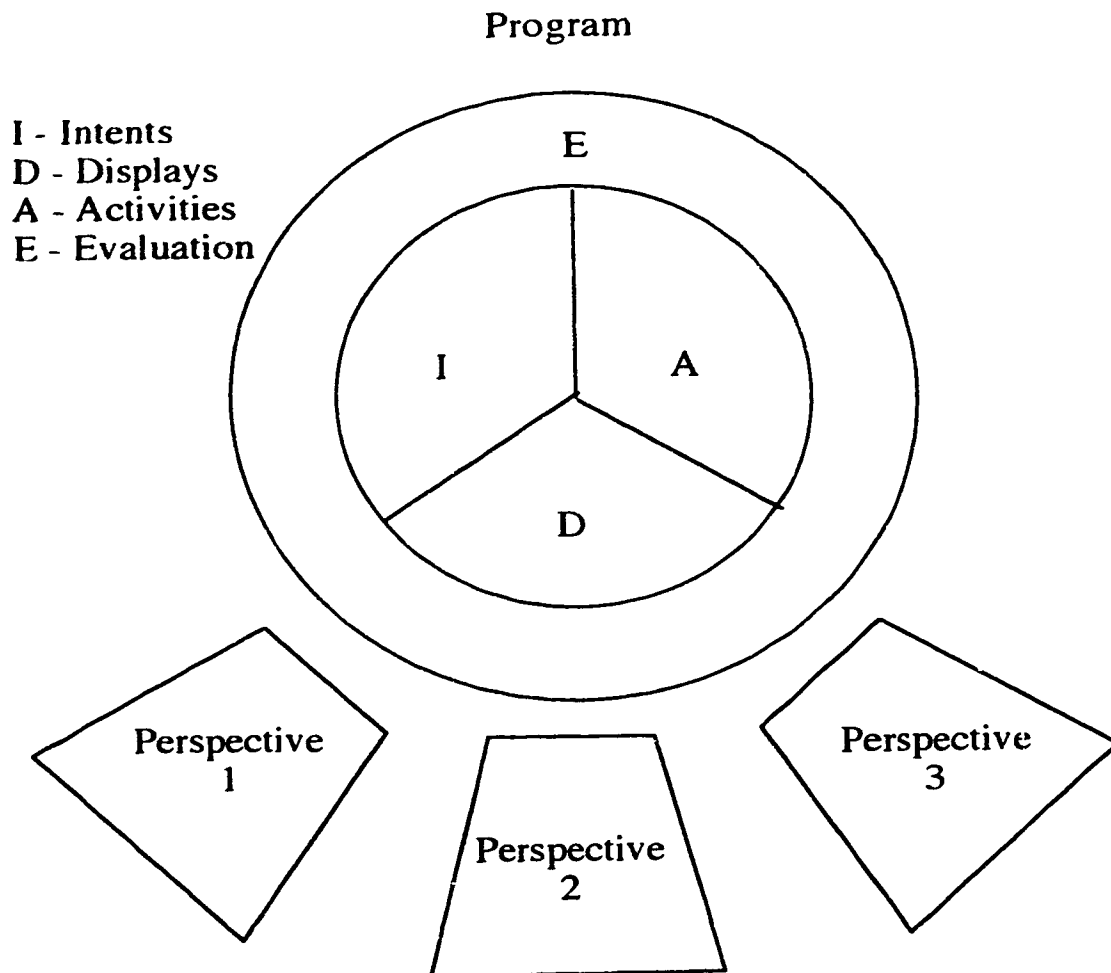 Program
I - Intents
D - Displays
A - Activities
E - Evaluation
E
I
A
D
Perspective
1
Perspective
2
Perspective
3